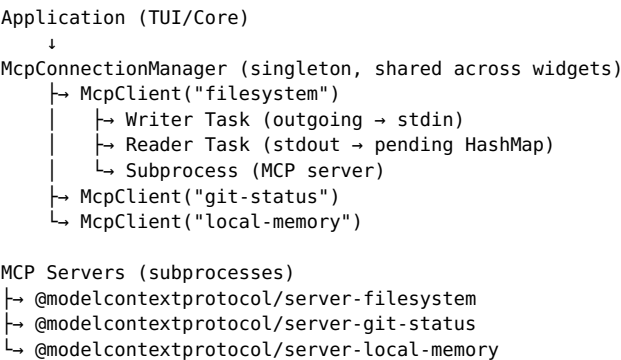 Application (TUI/Core)
    ↓
McpConnectionManager (singleton, shared across widgets)
    ├→ McpClient("filesystem")
    │   ├→ Writer Task (outgoing → stdin)
    │   ├→ Reader Task (stdout → pending HashMap)
    │   └→ Subprocess (MCP server)
    ├→ McpClient("git-status")
    └→ McpClient("local-memory")

MCP Servers (subprocesses)
├→ @modelcontextprotocol/server-filesystem
├→ @modelcontextprotocol/server-git-status
└→ @modelcontextprotocol/server-local-memory